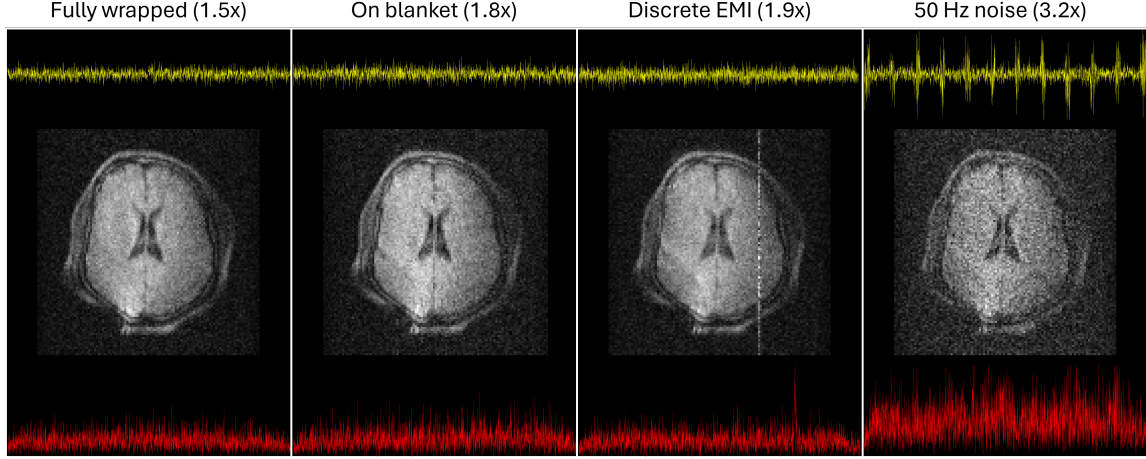 Fully wrapped (1.5x)
On blanket (1.8x)
Discrete EMI (1.9x)
50 Hz noise (3.2x)